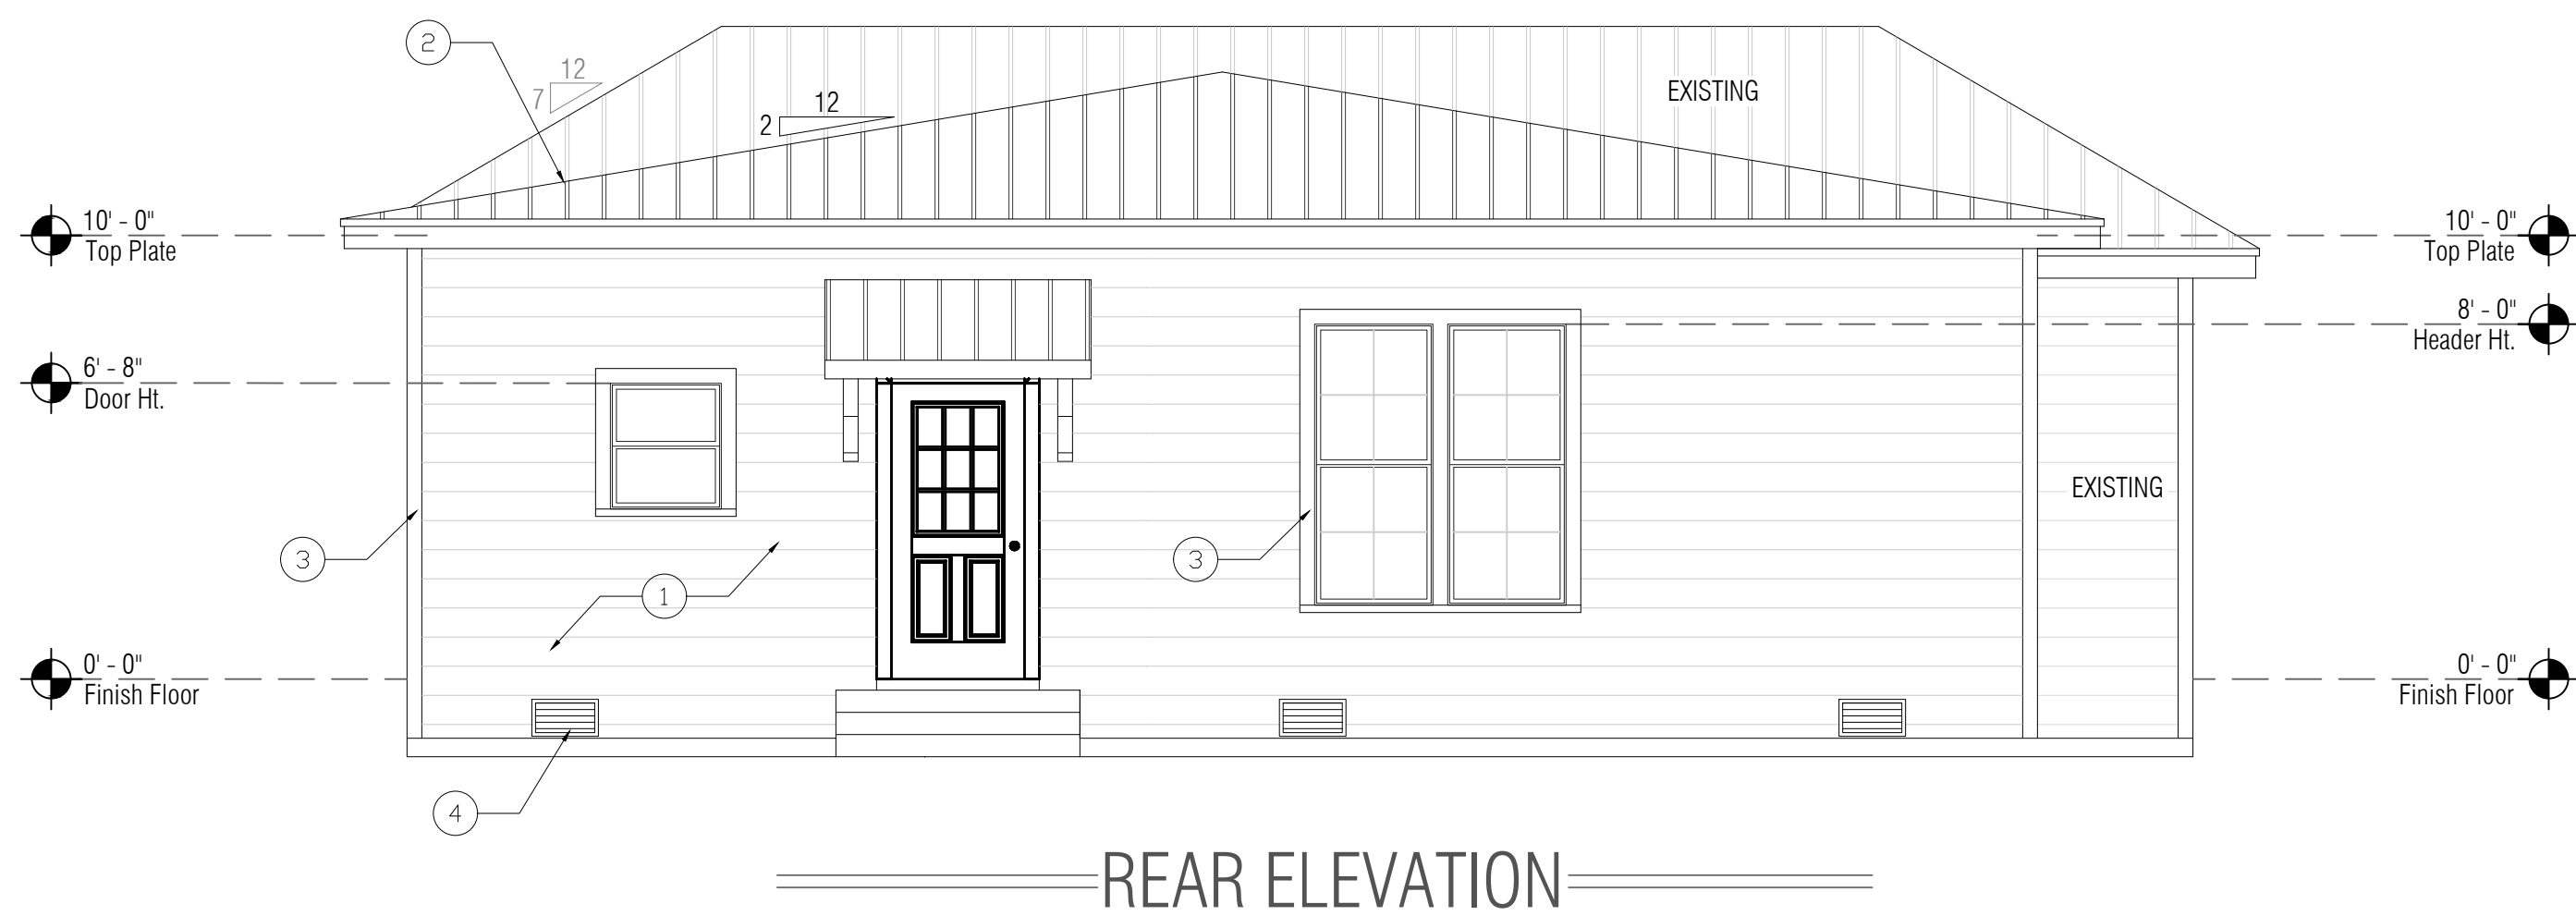 2
12
7
12
2
EXISTING
10' - 0"
Top Plate
10' - 0"
Top Plate
8' - 0"
Header Ht.
6' - 8"
Door Ht.
EXISTING
3
3
1
0' - 0"
Finish Floor
0' - 0"
Finish Floor
4
REAR ELEVATION